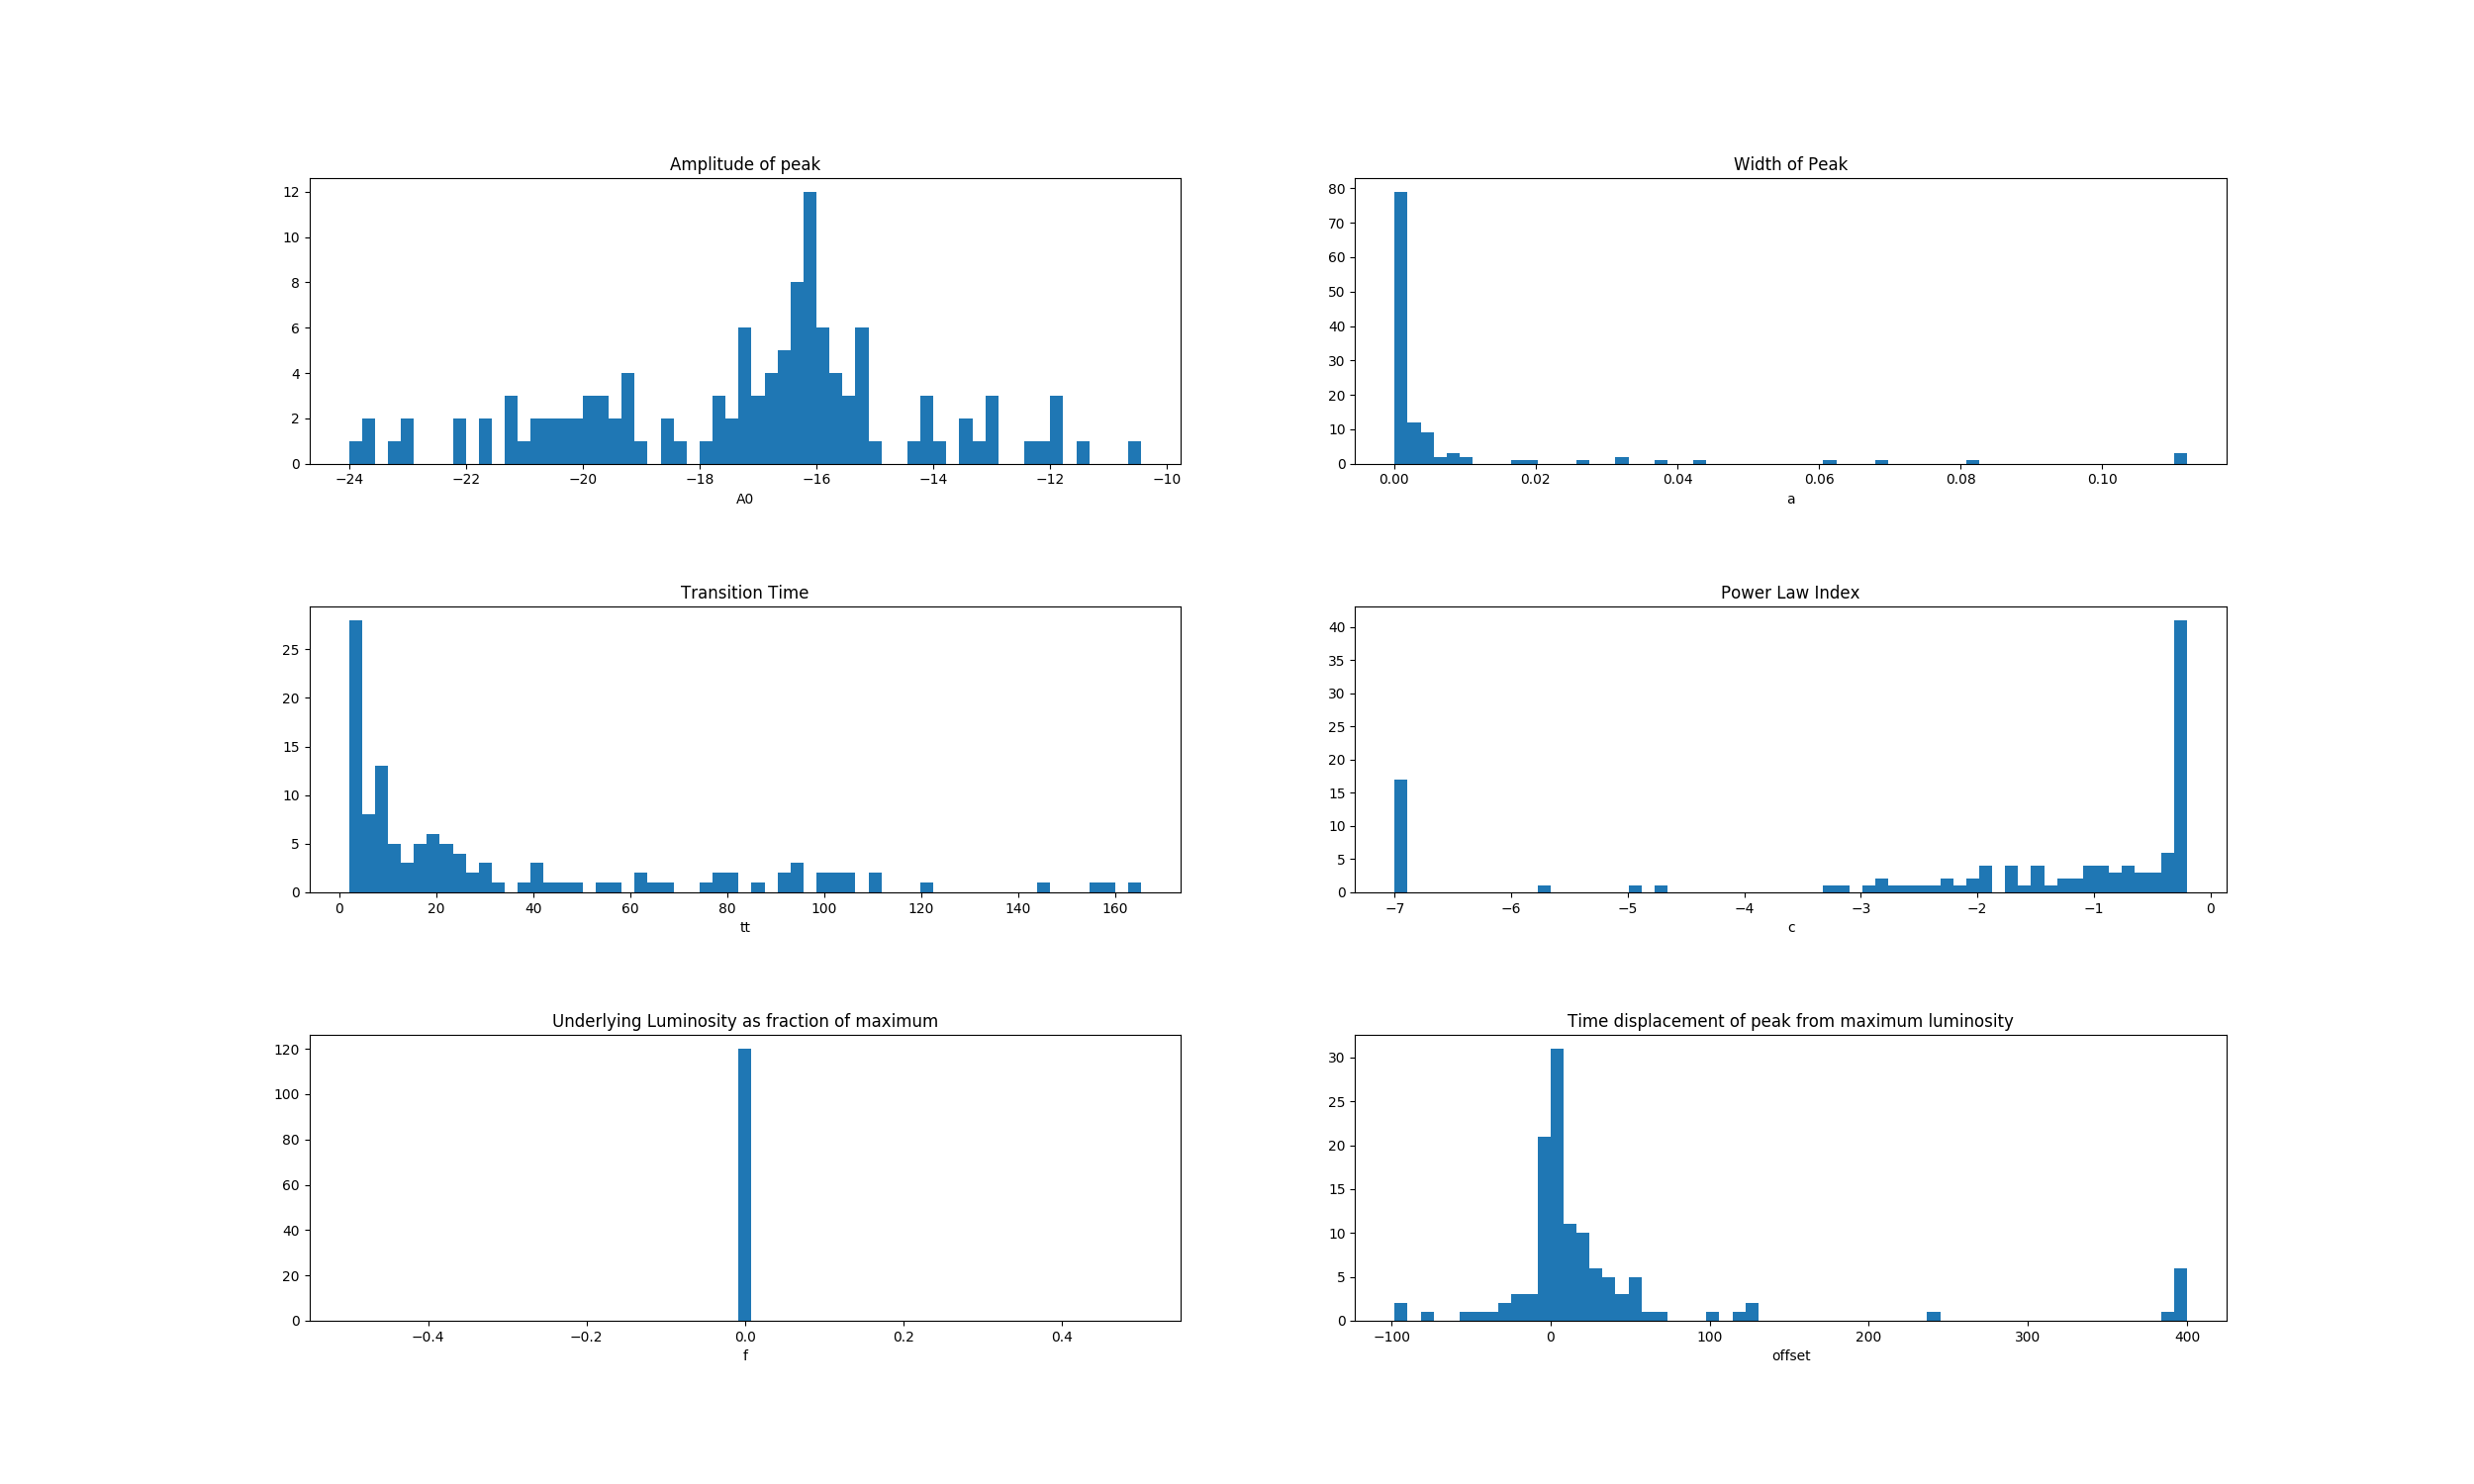 Amplitude of peak
12
10
8
6
4
2
0
−24 −22 −20 −18 −16 −14 −12 −10
A0
Width of Peak
80
70
60
50
40
30
20
10
0
0.00 0.02 0.04 0.06 0.08 0.10
a
Transition Time
25
20
15
10
5
0
0 20 40 60 80 100 120 140 160
tt
Power Law Index
40
35
30
25
20
15
10
5
0
−7 −6 −5 −4 −3 −2 −1 0
c
Underlying Luminosity as fraction of maximum
120
100
80
60
40
20
0
−0.4 −0.2 0.0 0.2 0.4
f
Time displacement of peak from maximum luminosity
30
25
20
15
10
5
0
−100 0 100 200 300 400
offset